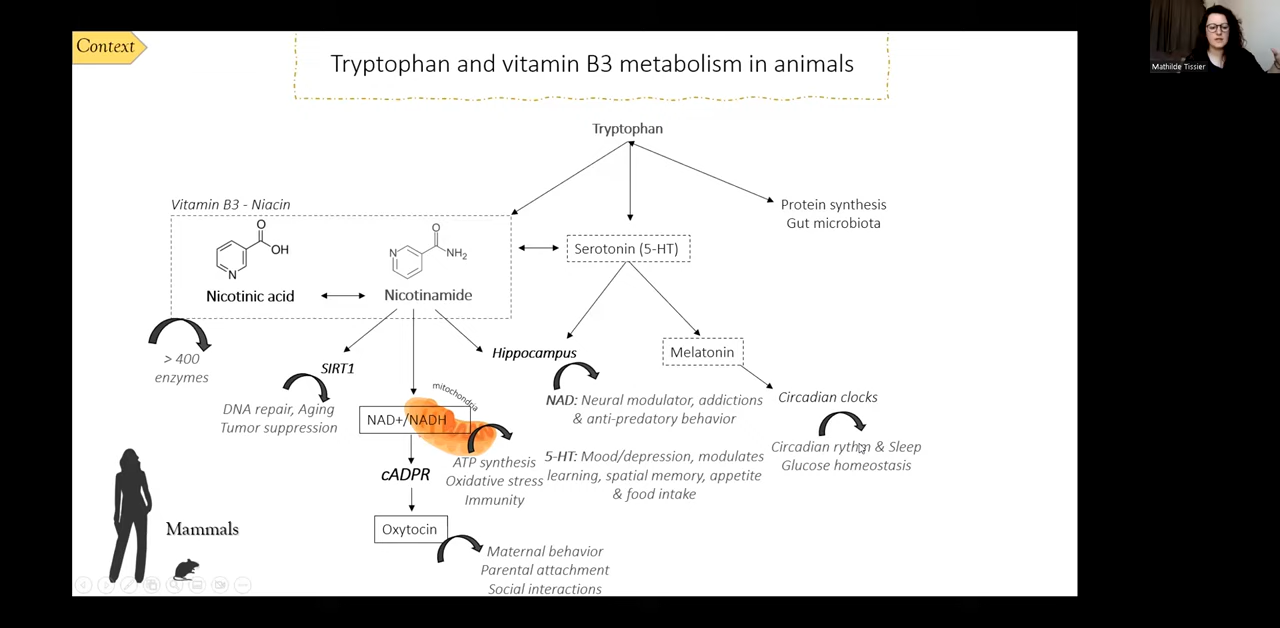 Context
Tryptophan and vitamin B3 metabolism in animals
Mathilde Tissier
Tryptophan
Vitamin B3 - Niacin
Protein synthesis
Gut microbiota
O
OH
N
O
NH2
N
Nicotinic acid
Nicotinamide
Serotonin (5-HT)
> 400
enzymes
SIRT1
DNA repair, Aging
Tumor suppression
Hippocampus
Melatonin
mitochondria
NAD+/NADH
NAD: Neural modulator, addictions
& anti-predatory behavior
Circadian clocks
Circadian rythm & Sleep
Glucose homeostasis
cADPR
ATP synthesis
Oxidative stress
Immunity
5-HT: Mood/depression, modulates
learning, spatial memory, appetite
& food intake
Oxytocin
Maternal behavior
Parental attachment
Social interactions
Mammals